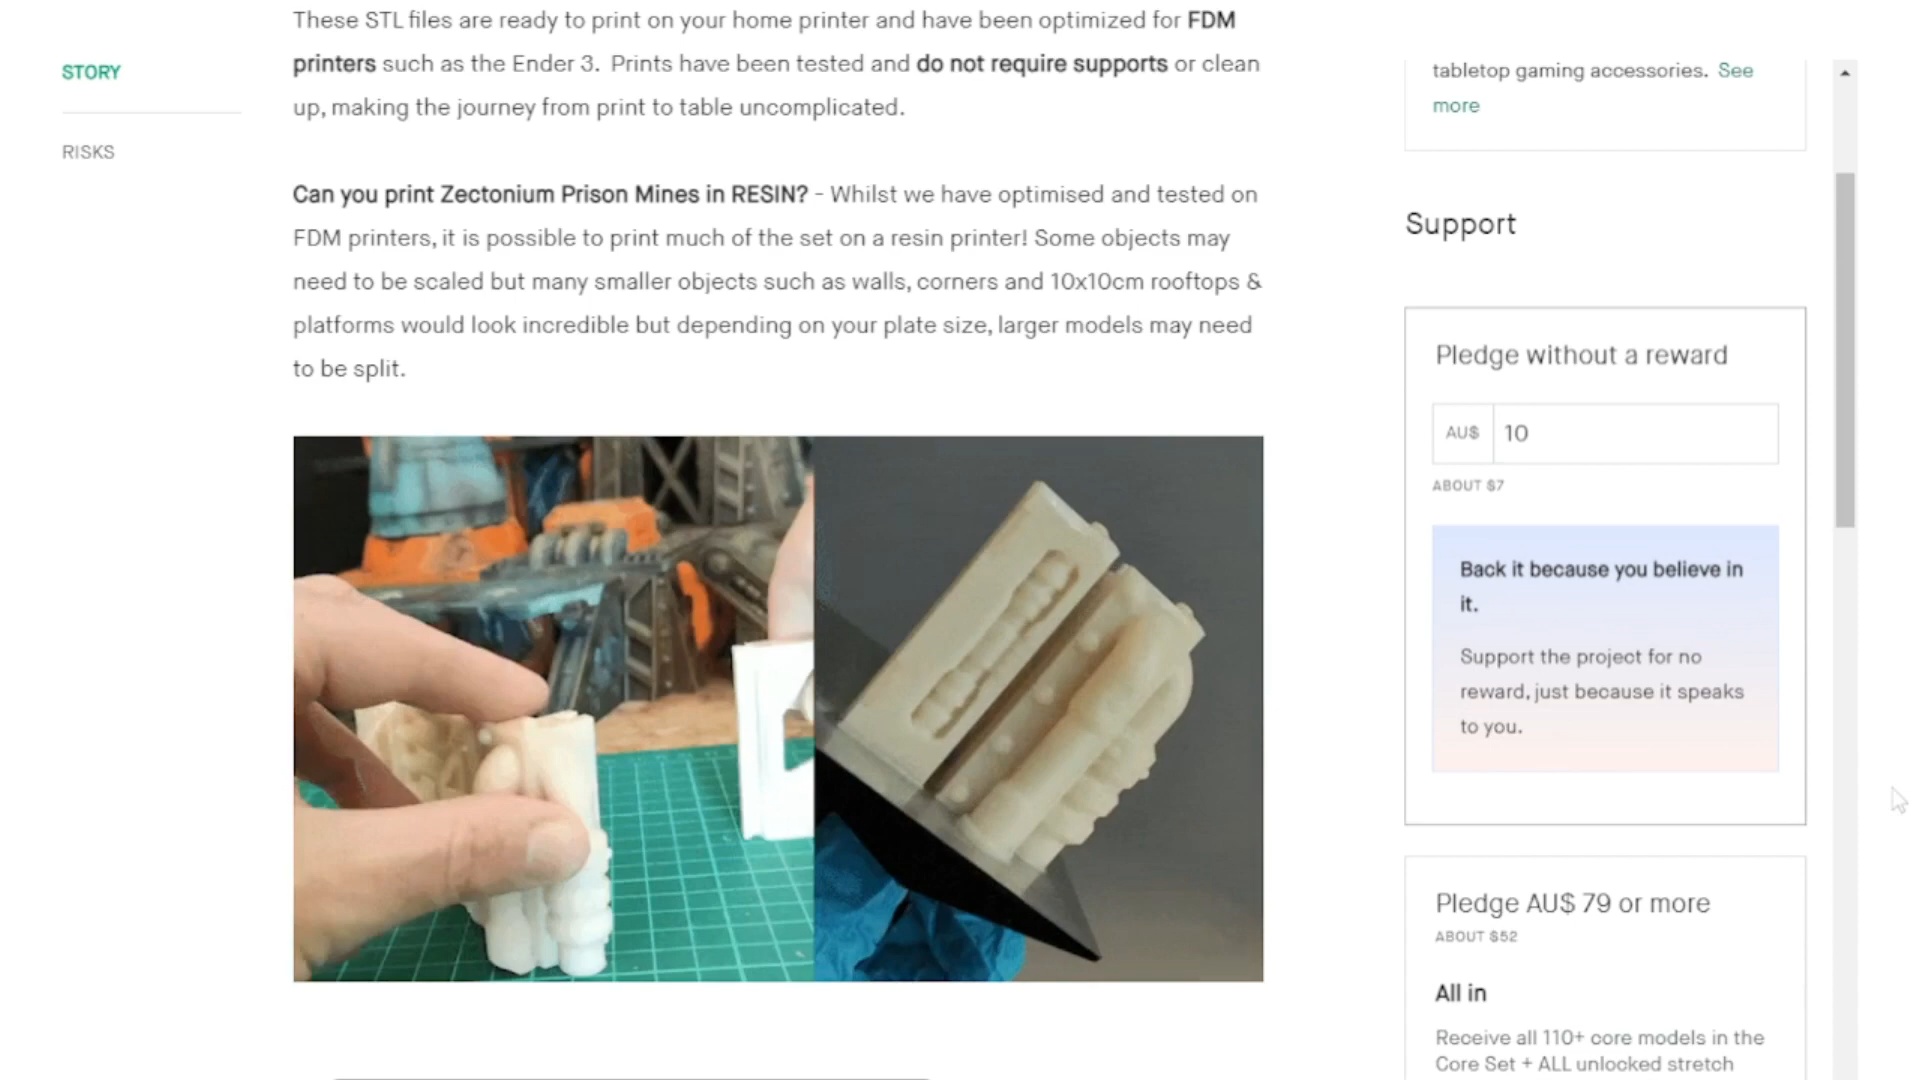 STORY
RISKS
These STL files are ready to print on your home printer and have been optimized for FDM
printers such as the Ender 3.  Prints have been tested and do not require supports or clean
up, making the journey from print to table uncomplicated.
Can you print Zectonium Prison Mines in RESIN? - Whilst we have optimised and tested on
FDM printers, it is possible to print much of the set on a resin printer! Some objects may
need to be scaled but many smaller objects such as walls, corners and 10x10cm rooftops &
platforms would look incredible but depending on your plate size, larger models may need
to be split.
tabletop gaming accessories. See
more
Support
Pledge without a reward
AU$ 10
ABOUT $7
Back it because you believe in
it.
Support the project for no
reward, just because it speaks
to you.
Pledge AU$ 79 or more
ABOUT $52
All in
Receive all 110+ core models in the
Core Set + ALL unlocked stretch